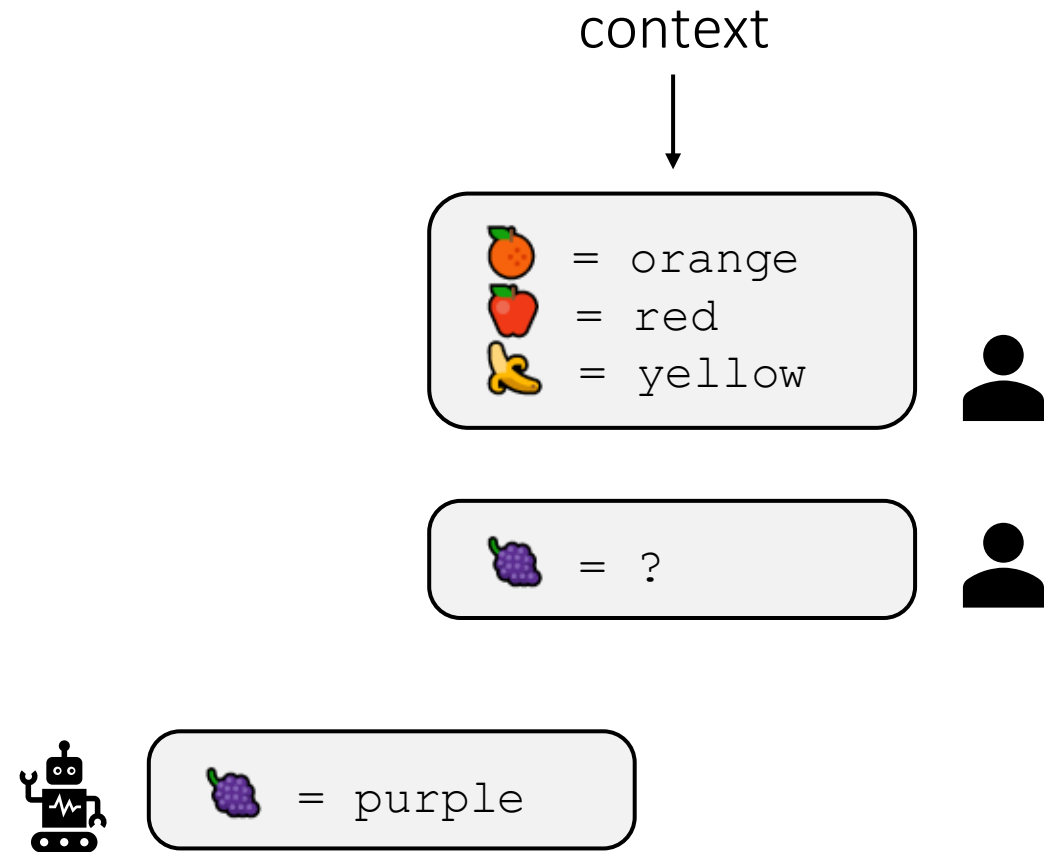 context
= orange
= red
= yellow
= ?
= purple